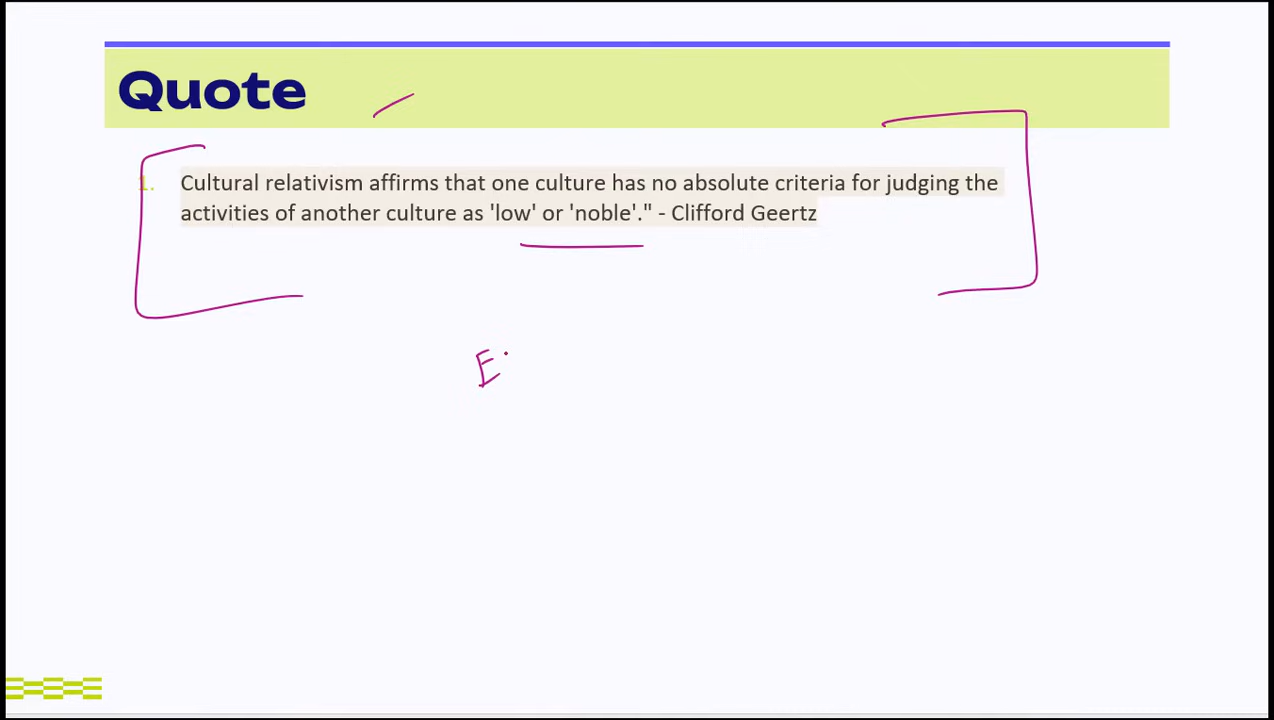 Quote
1. Cultural relativism affirms that one culture has no absolute criteria for judging the
activities of another culture as 'low' or 'noble'." - Clifford Geertz
E